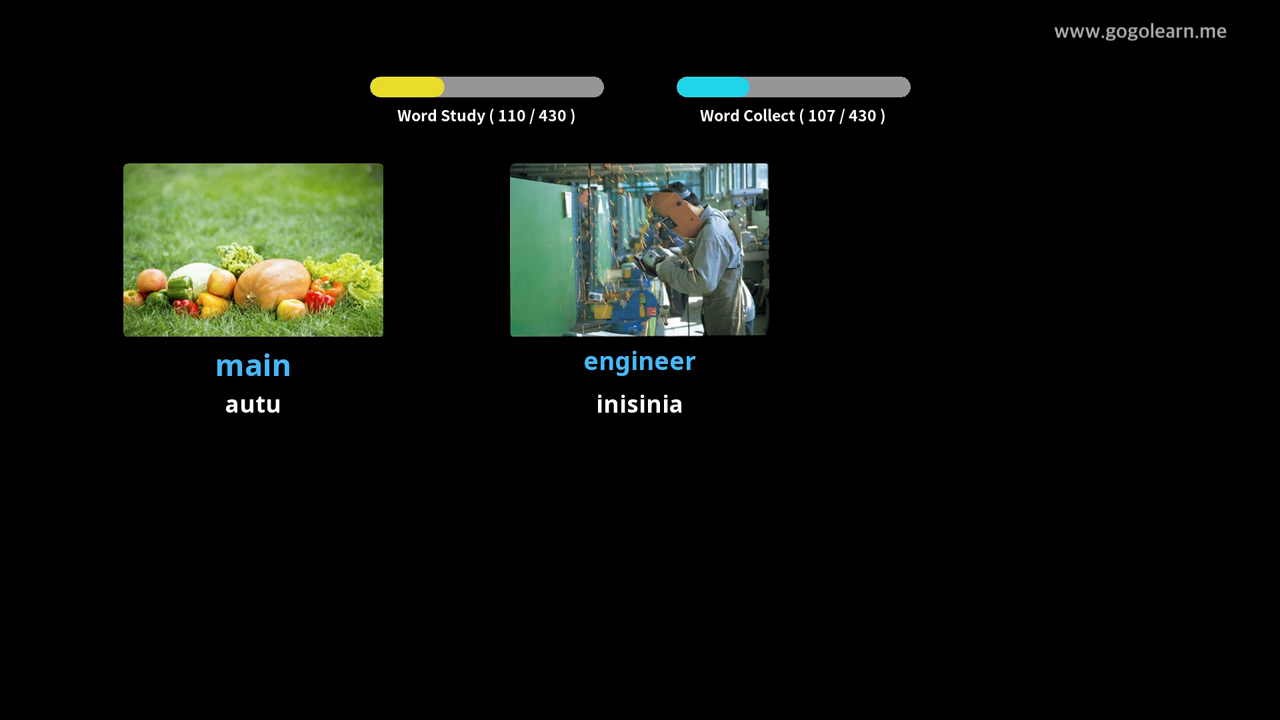 www.gogolearn.me
Word Study ( 110 / 430 )
Word Collect ( 107 / 430 )
main
autu
engineer
inisinia